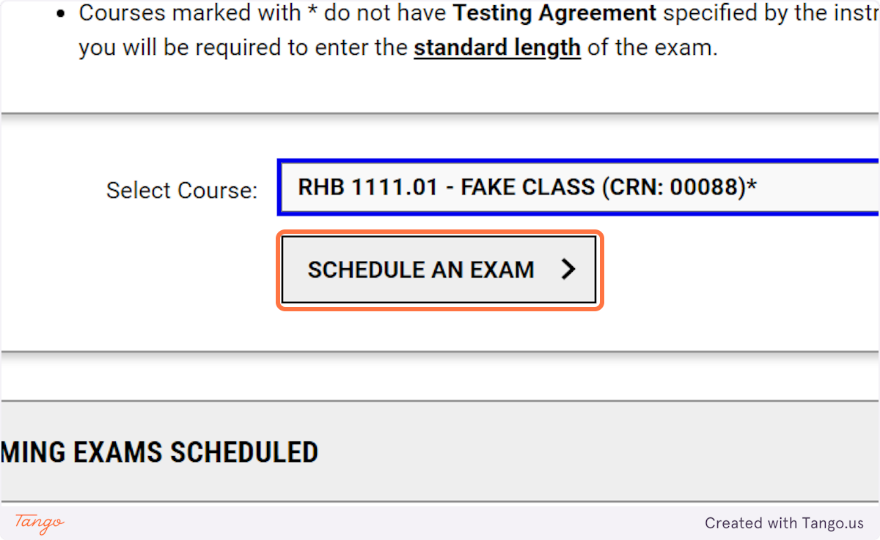 • Courses marked with * do not have Testing Agreement specified by the
you will be required to enter the standard length of the exam.
Select Course:
RHB 1111.01 - FAKE CLASS (CRN: 00088)*
SCHEDULE AN EXAM
EXAMS SCHEDULED
Tango
Created with Tango.us